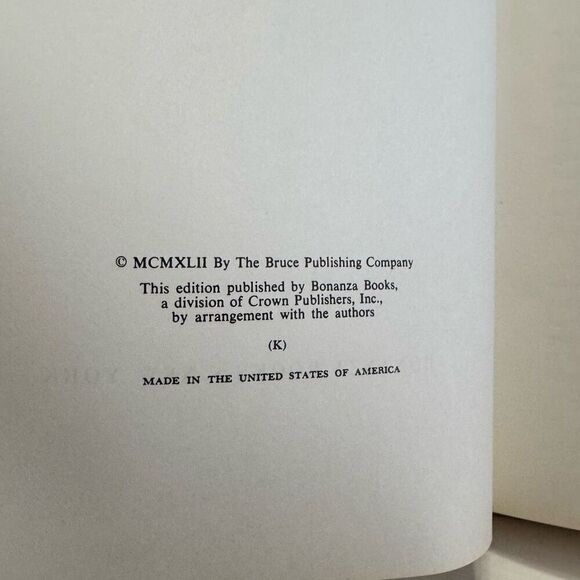 © MCMXLII By The Bruce Publishing Company
This edition published by Bonanza Books,
a division of Crown Publishers, Inc.,
by arrangement with the authors
(K)
MADE IN THE UNITED STATES OF AMERICA